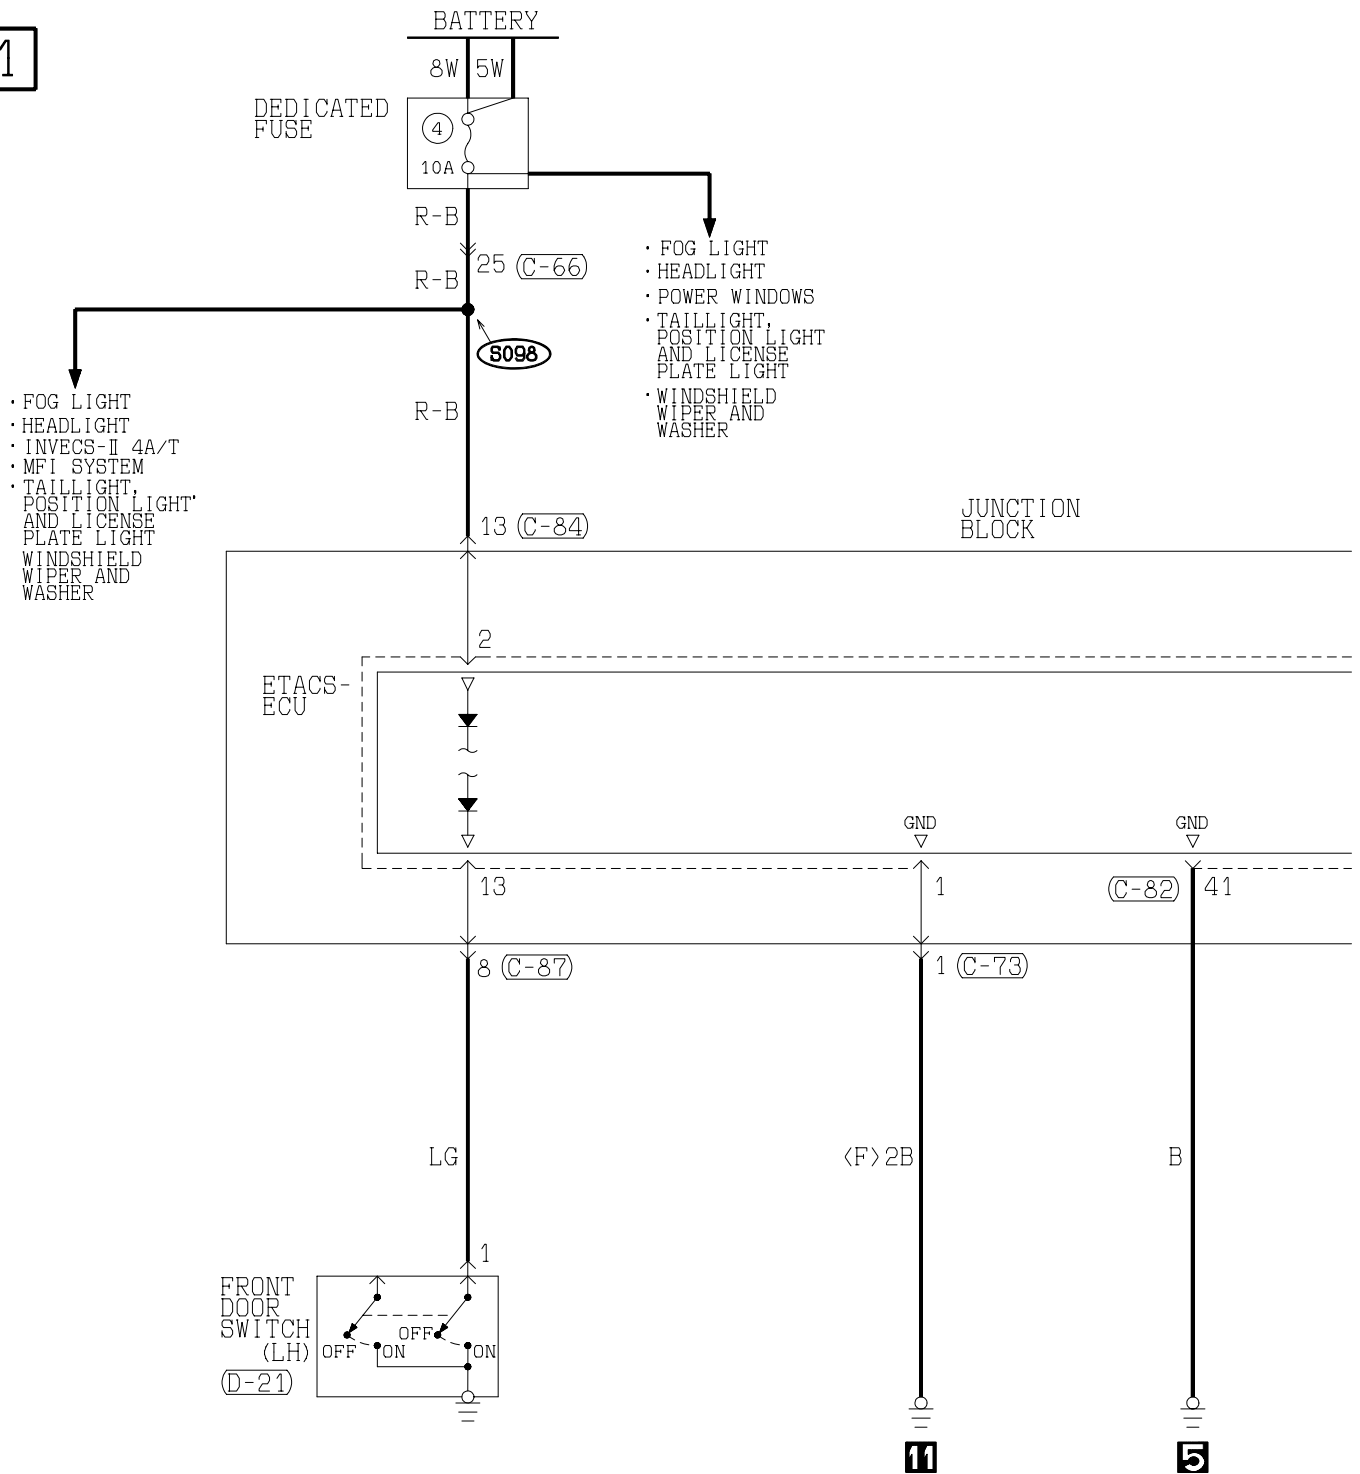 BATTERY
1
8W 5W
DEDICATED
FUSE
4
10A
R-B
25 (C-66)
R-B
S098
· FOG LIGHT
· HEADLIGHT
· POWER WINDOWS
· TAILLIGHT,
POSITION LIGHT
AND LICENSE
PLATE LIGHT
· WINDSHIELD
WIPER AND
WASHER
· FOG LIGHT
· HEADLIGHT
· INVECS-Ⅱ 4A/T
· MFI SYSTEM
· TAILLIGHT,
POSITION LIGHT
AND LICENSE
PLATE LIGHT
WINDSHIELD
WIPER AND
WASHER
R-B
13 (C-84)
JUNCTION
BLOCK
2
ETACS-
ECU
GND
GND
13
1
(C-82) 41
8 (C-87)
1 (C-73)
LG
<F>2B
B
1
FRONT
DOOR
SWITCH
(LH)
(D-21)
OFF
ON
OFF
ON
11
5